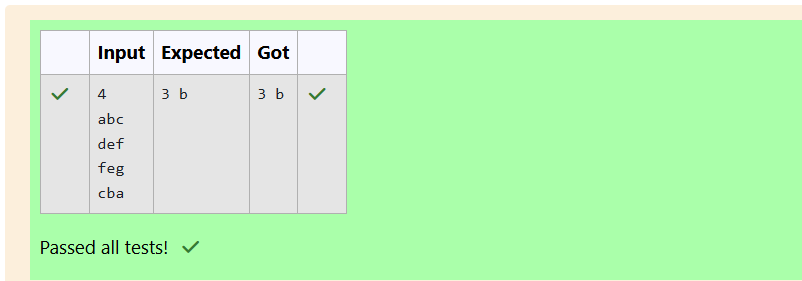 Input Expected Got
4 3 b 3 b
abc
def
feg
cba
Passed all tests!